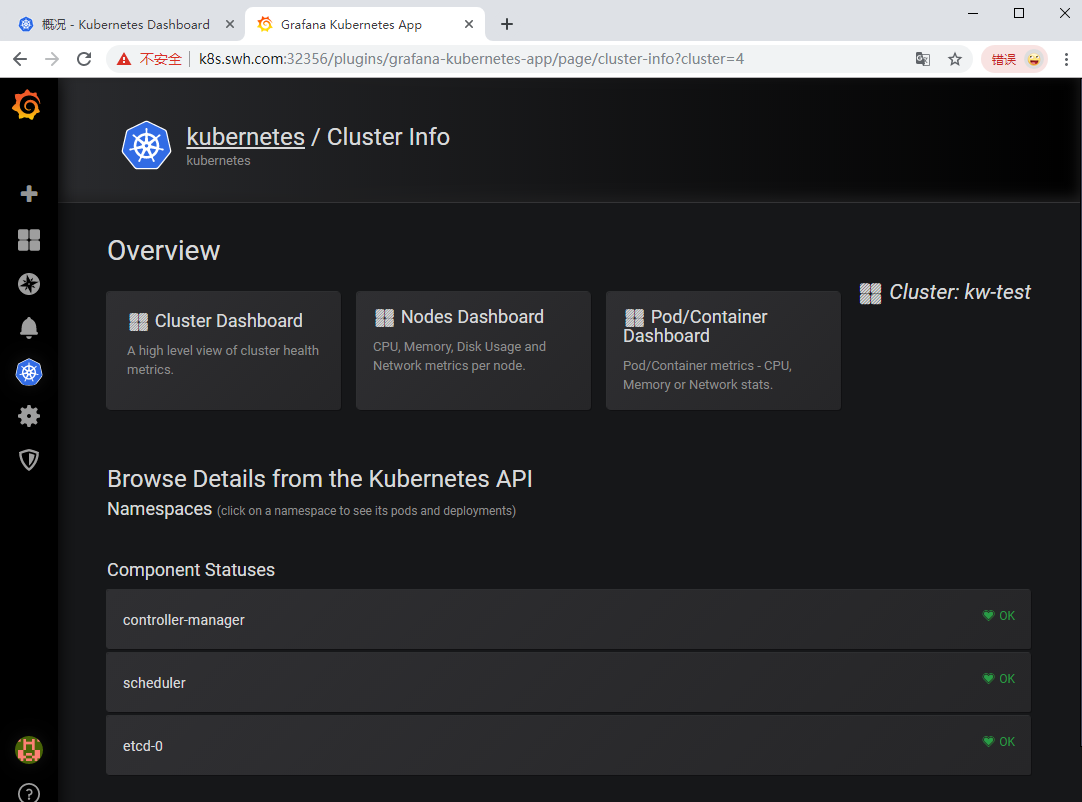 概况 - Kubernetes Dashboard
Grafana Kubernetes App
不安全
k8s.swh.com:32356/plugins/grafana-kubernetes-app/page/cluster-info?cluster=4
错误
kubernetes / Cluster Info
kubernetes
Overview
Cluster Dashboard
A high level view of cluster health
metrics.
Nodes Dashboard
CPU, Memory, Disk Usage and
Network metrics per node.
Pod/Container
Dashboard
Pod/Container metrics - CPU,
Memory or Network stats.
Cluster: kw-test
Browse Details from the Kubernetes API
Namespaces (click on a namespace to see its pods and deployments)
Component Statuses
controller-manager
OK
scheduler
OK
etcd-0
OK